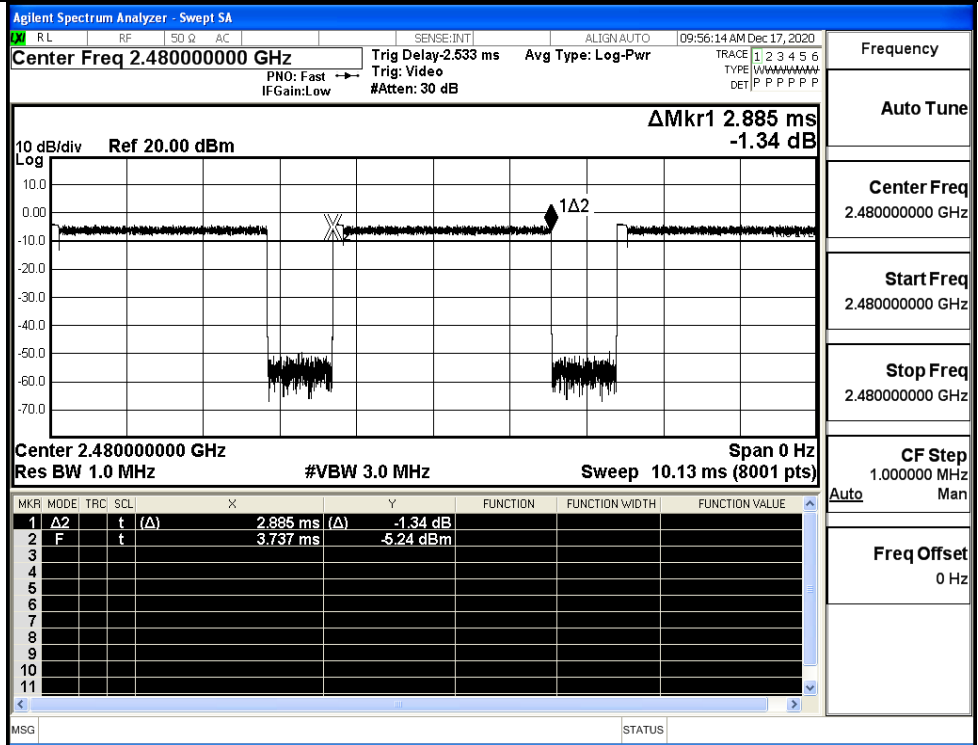 Agilent Spectrum Analyzer - Swept SA
LXI RL RF 50 Ω AC SENSE:INT ALIGN AUTO 09:56:14 AM Dec 17, 2020
Center Freq 2.480000000 GHz
PNO: Fast
IFGain:Low
Trig Delay-2.533 ms
Trig: Video
#Atten: 30 dB
Avg Type: Log-Pwr
TRACE 1 2 3 4 5 6
TYPE WWWWWW
DET P P P P P P
ΔMkr1 2.885 ms
-1.34 dB
10 dB/div Ref 20.00 dBm
Log
10.0
0.00
-10.0
-20.0
-30.0
-40.0
-50.0
-60.0
-70.0
1Δ2
Center 2.480000000 GHz Span 0 Hz
Res BW 1.0 MHz #VBW 3.0 MHz Sweep 10.13 ms (8001 pts)
MKR MODE TRC SCL X Y FUNCTION FUNCTION WIDTH FUNCTION VALUE
1 Δ2 t (Δ) 2.885 ms (Δ) -1.34 dB
2 F t 3.737 ms -5.24 dBm
3
4
5
6
7
8
9
10
11
MSG STATUS
Frequency
Auto Tune
Center Freq
2.480000000 GHz
Start Freq
2.480000000 GHz
Stop Freq
2.480000000 GHz
CF Step
1.000000 MHz
Auto Man
Freq Offset
0 Hz